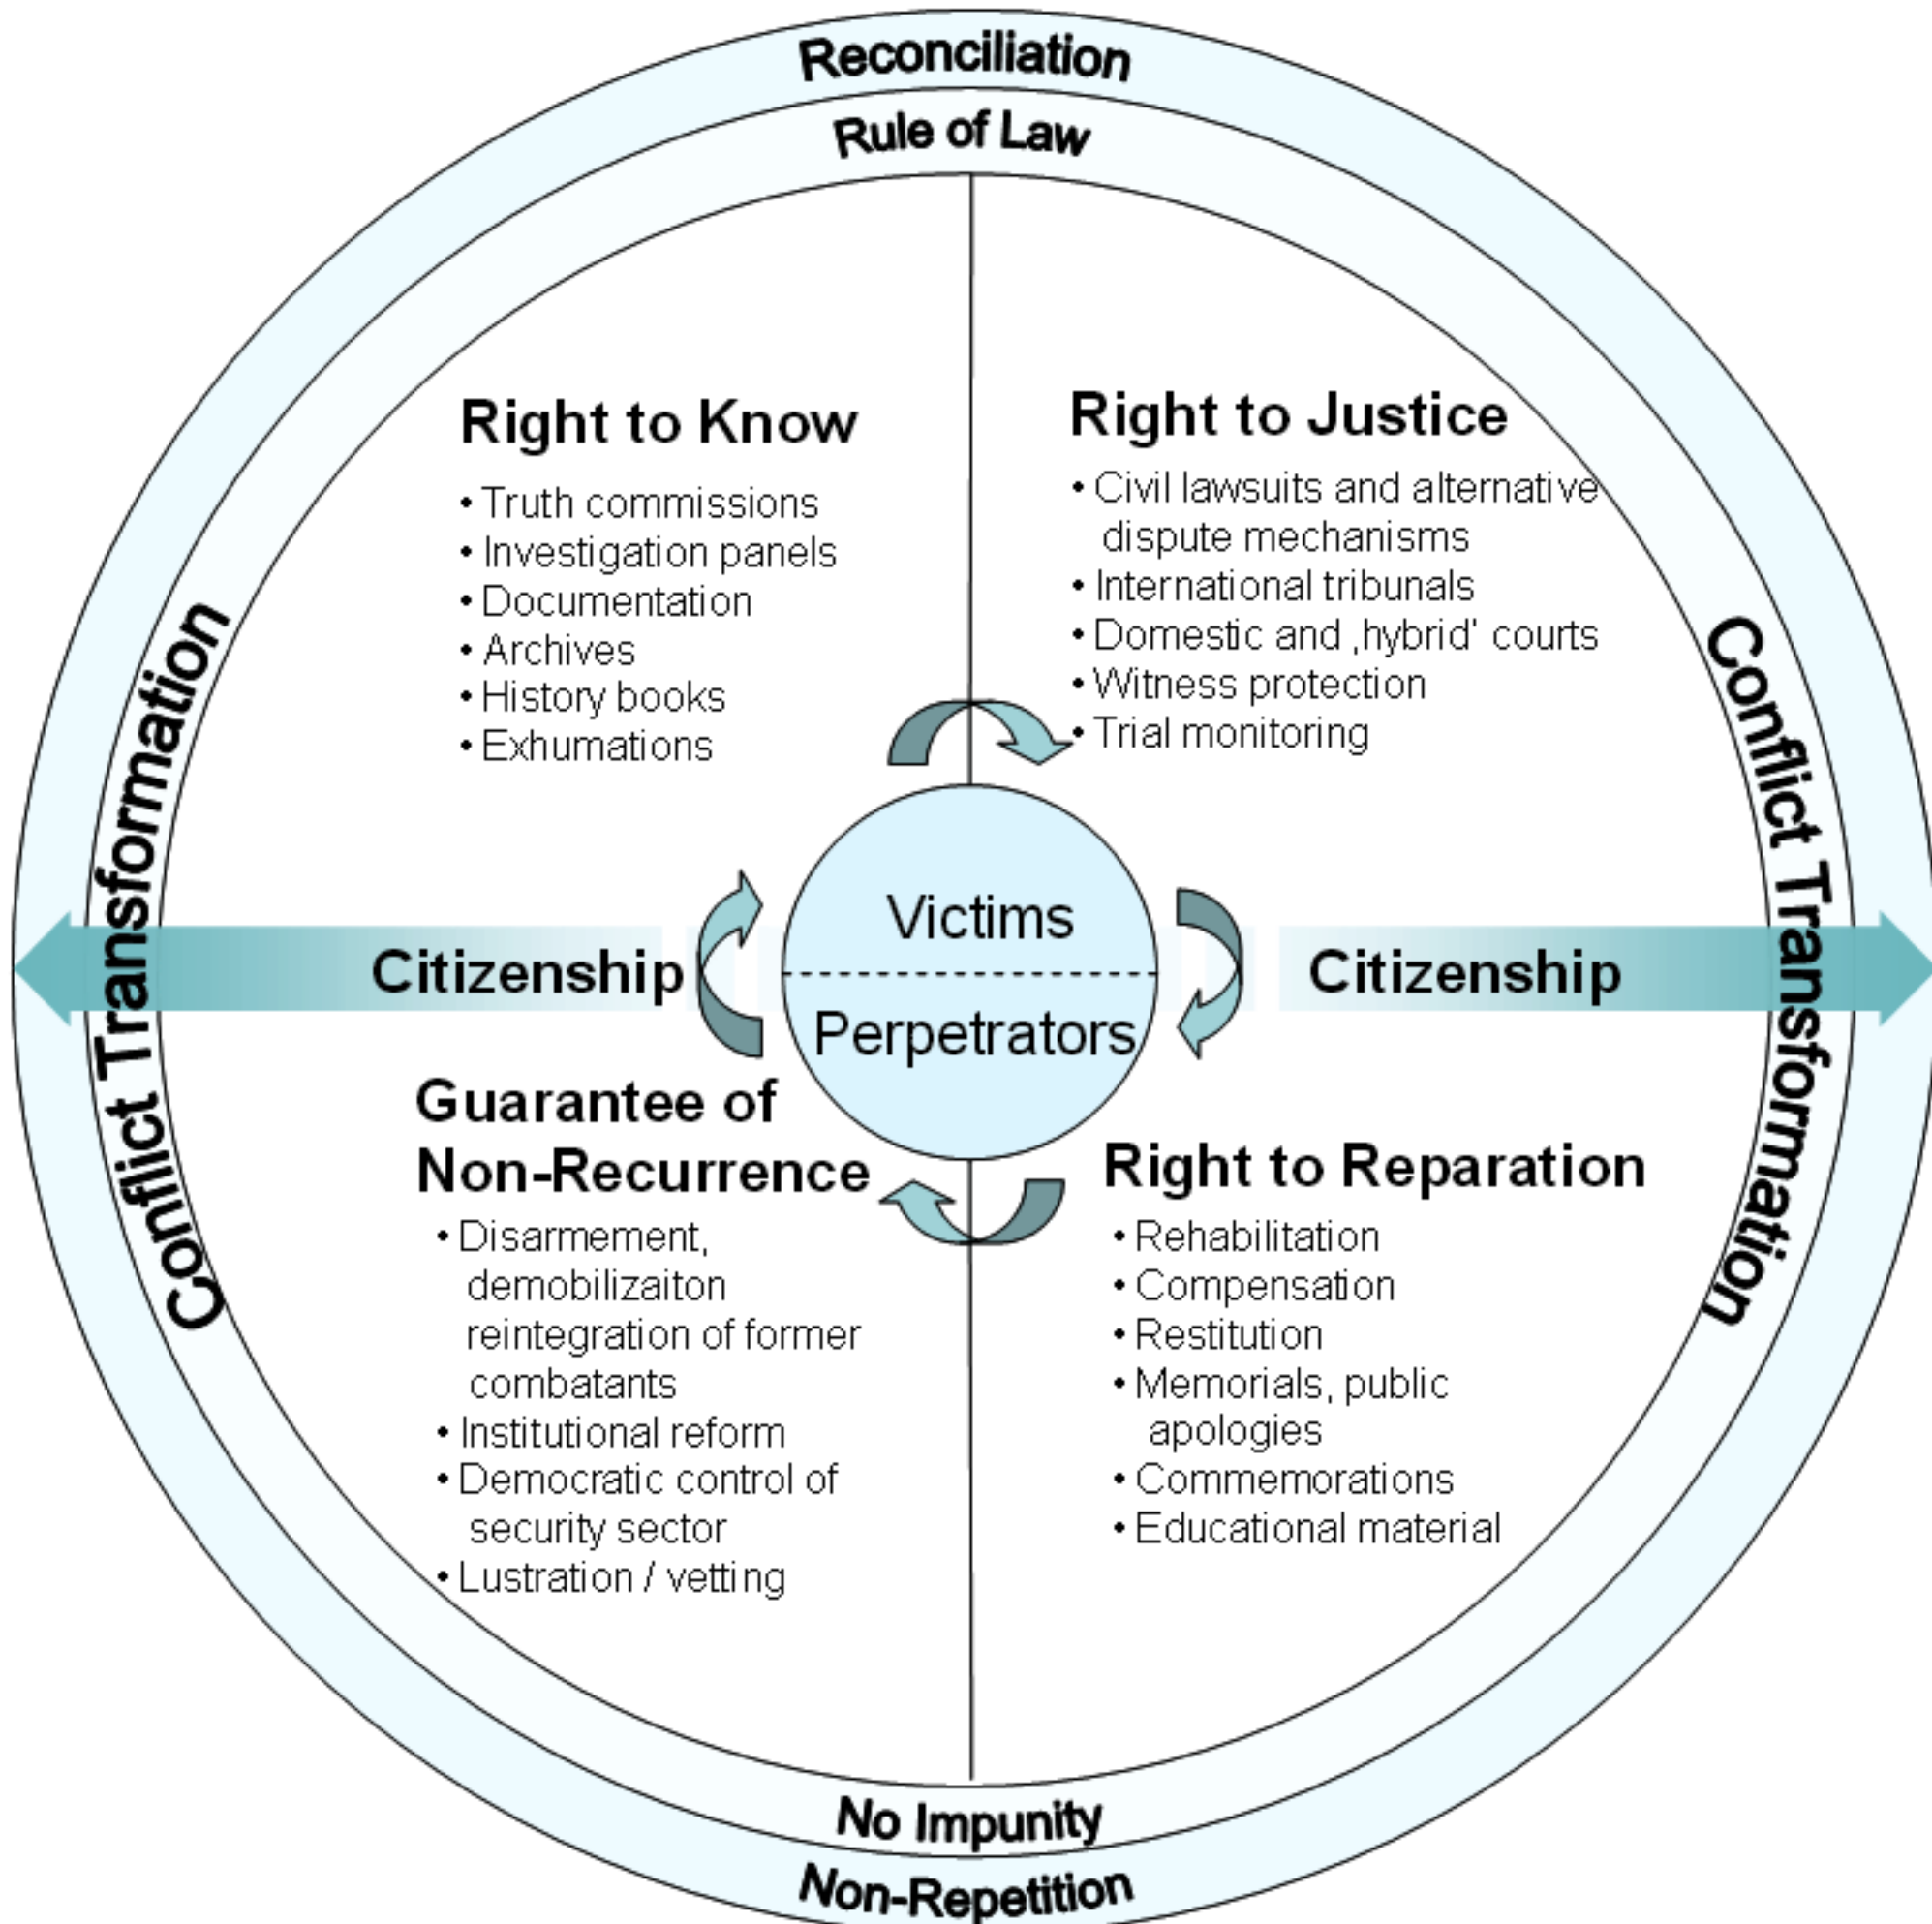 Reconciliation
Rule of Law
Right to Know
• Truth commissions
• Investigation panels
• Documentation
• Archives
• History books
• Exhumations
Right to Justice
• Civil lawsuits and alternative
dispute mechanisms
• International tribunals
• Domestic and ‚hybrid' courts
• Witness protection
• Trial monitoring
Conflict Transformation
Citizenship
Victims
Perpetrators
Citizenship
Conflict Transformation
Guarantee of
Non-Recurrence
• Disarmement,
demobilizaiton
reintegration of former
combatants
• Institutional reform
• Democratic control of
security sector
• Lustration / vetting
Right to Reparation
• Rehabilitation
• Compensation
• Restitution
• Memorials, public
apologies
• Commemorations
• Educational material
No Impunity
Non-Repetition